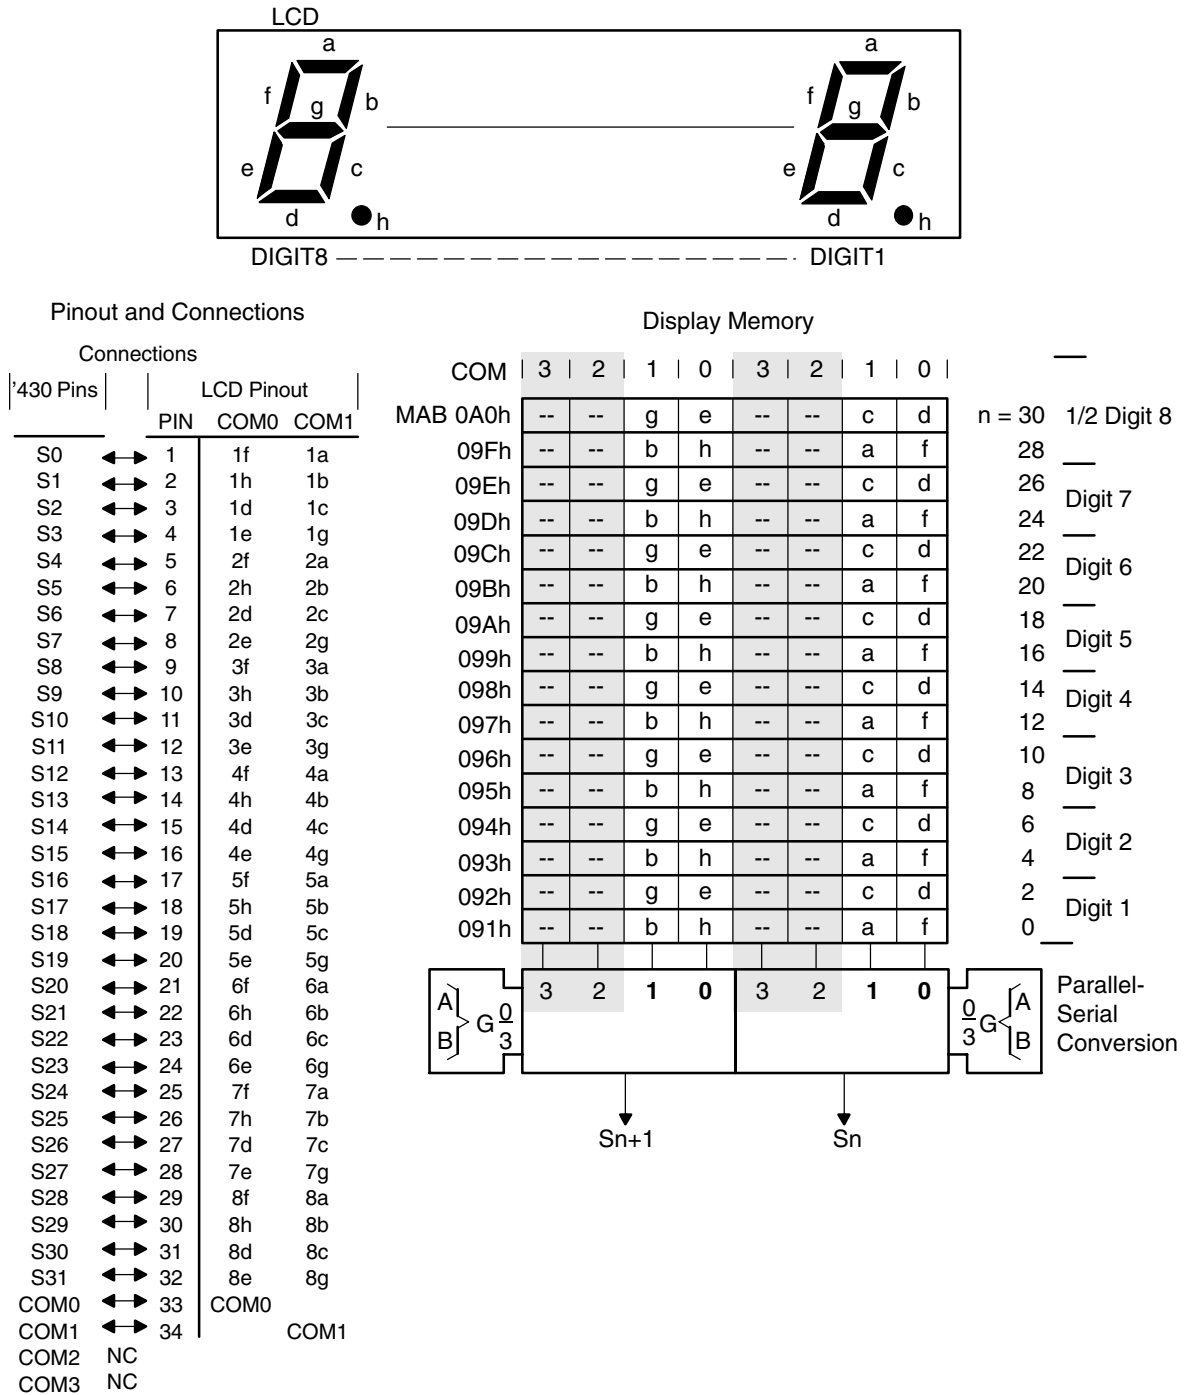 LCD
a a
f g b f g b
e c e c
d h d h
DIGIT8 DIGIT1
Pinout and Connections
Connections
'430 Pins LCD Pinout
PIN COM0 COM1
S0 1 1f 1a
S1 2 1h 1b
S2 3 1d 1c
S3 4 1e 1g
S4 5 2f 2a
S5 6 2h 2b
S6 7 2d 2c
S7 8 2e 2g
S8 9 3f 3a
S9 10 3h 3b
S10 11 3d 3c
S11 12 3e 3g
S12 13 4f 4a
S13 14 4h 4b
S14 15 4d 4c
S15 16 4e 4g
S16 17 5f 5a
S17 18 5h 5b
S18 19 5d 5c
S19 20 5e 5g
S20 21 6f 6a
S21 22 6h 6b
S22 23 6d 6c
S23 24 6e 6g
S24 25 7f 7a
S25 26 7h 7b
S26 27 7d 7c
S27 28 7e 7g
S28 29 8f 8a
S29 30 8h 8b
S30 31 8d 8c
S31 32 8e 8g
COM0 33 COM0
COM1 34 COM1
COM2 NC
COM3 NC
Display Memory
COM 3 2 1 0 3 2 1 0
MAB 0A0h -- -- g e -- -- c d n = 30 1/2 Digit 8
09Fh -- -- b h -- -- a f 28
09Eh -- -- g e -- -- c d 26
Digit 7
09Dh -- -- b h -- -- a f 24
09Ch -- -- g e -- -- c d 22
Digit 6
09Bh -- -- b h -- -- a f 20
09Ah -- -- g e -- -- c d 18
Digit 5
099h -- -- b h -- -- a f 16
098h -- -- g e -- -- c d 14
Digit 4
097h -- -- b h -- -- a f 12
096h -- -- g e -- -- c d 10
Digit 3
095h -- -- b h -- -- a f 8
094h -- -- g e -- -- c d 6
Digit 2
093h -- -- b h -- -- a f 4
092h -- -- g e -- -- c d 2
Digit 1
091h -- -- b h -- -- a f 0
A B G 0 3 3 2 1 0 3 2 1 0 0 3 G A B
Parallel-
Serial
Conversion
Sn+1 Sn